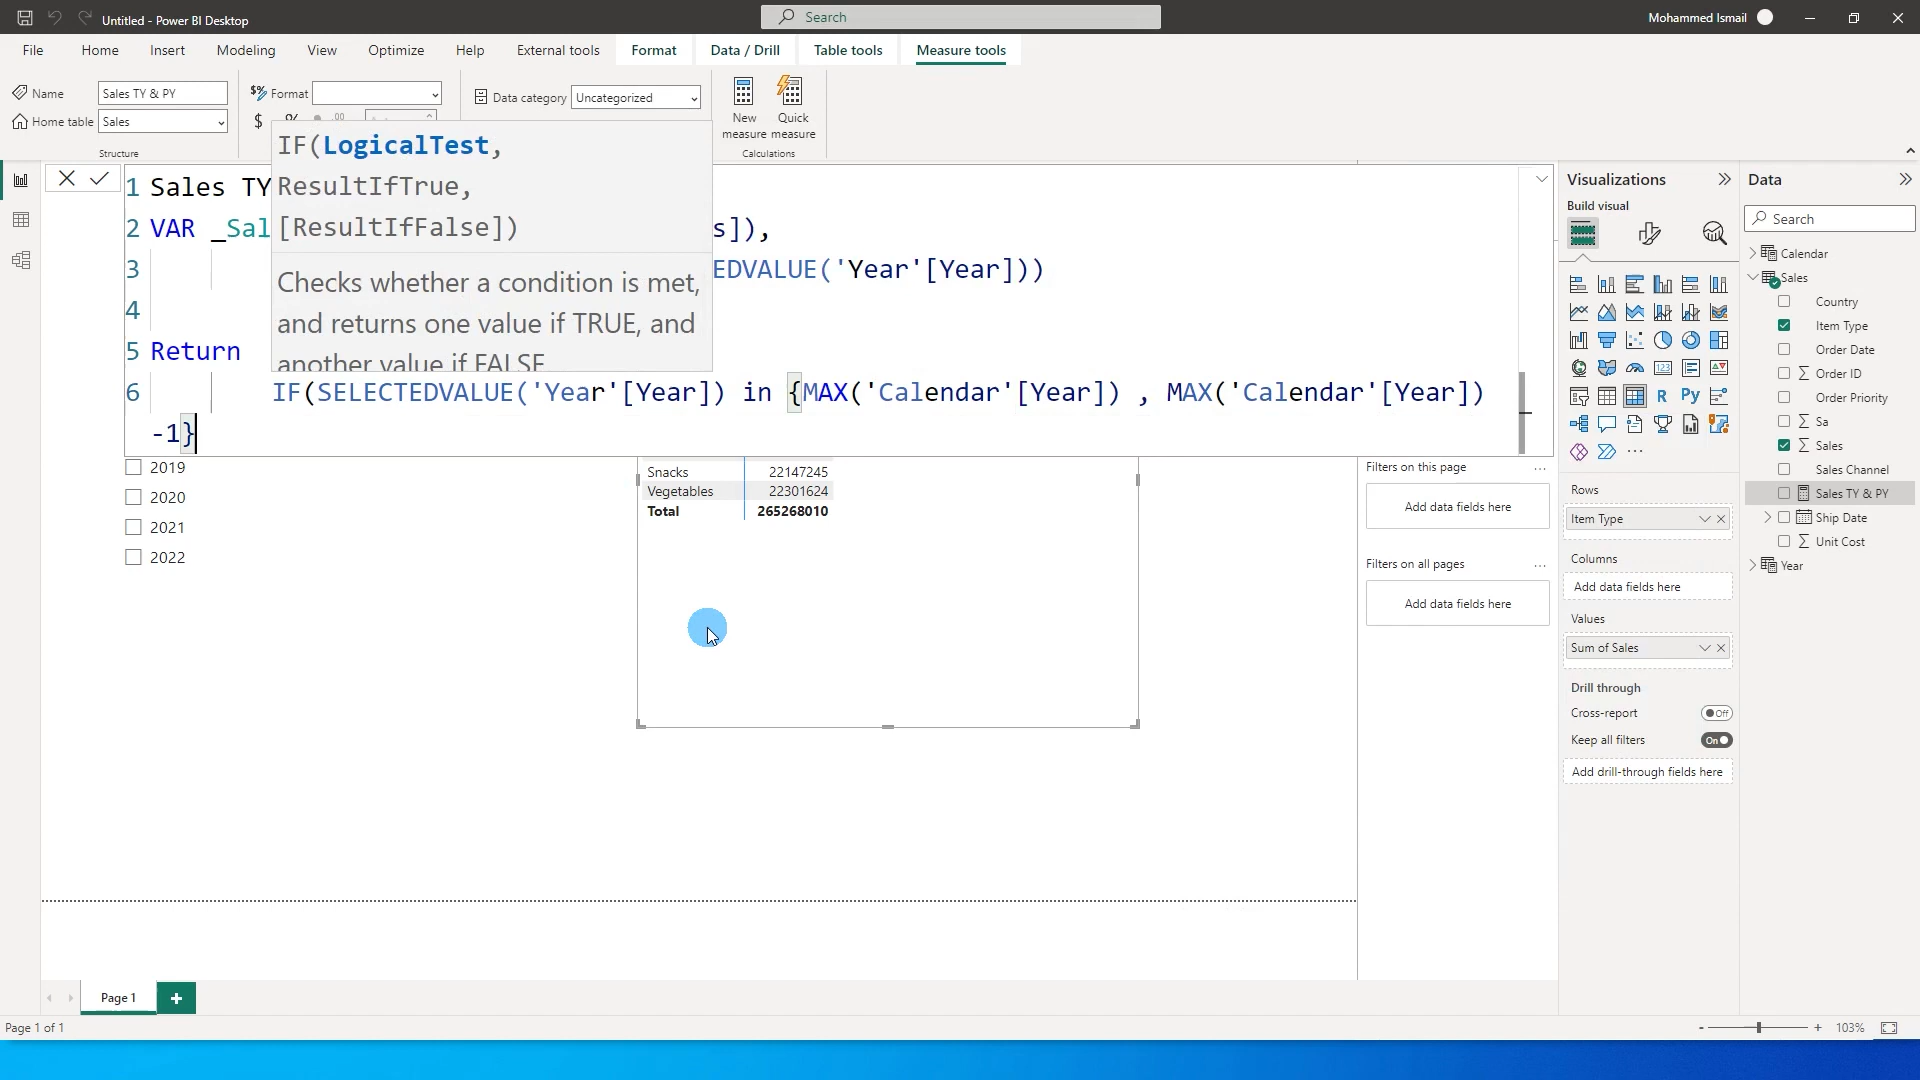 Untitled - Power BI Desktop
Search
Mohammed Ismail
File
Home
Insert
Modeling
View
Optimize
Help
External tools
Format
Data / Drill
Table tools
Measure tools
Name
Sales TY & PY
Home table
Sales
Structure
Format
$
%
Data category
Uncategorized
New measure
Quick measure
Calculations
IF(LogicalTest,
ResultIfTrue,
[ResultIfFalse])
Checks whether a condition is met,
and returns one value if TRUE, and
another value if FALSE
1 Sales TY
2 VAR _Sal s]),
3 EDVALUE('Year'[Year]))
4
5 Return
6 IF(SELECTEDVALUE('Year'[Year]) in {MAX('Calendar'[Year]) , MAX('Calendar'[Year])
-1}
2019
2020
2021
2022
Snacks 22147245
Vegetables 22301624
Total 265268010
Filters on this page
...
Add data fields here
Filters on all pages
...
Add data fields here
Visualizations
Build visual
123
R
Py
...
Rows
Item Type
Columns
Add data fields here
Values
Sum of Sales
Drill through
Cross-report
Off
Keep all filters
On
Add drill-through fields here
Data
Search
Calendar
Sales
Country
Item Type
Order Date
Order ID
Order Priority
Sa
Sales
Sales Channel
Sales TY & PY
Ship Date
Unit Cost
Year
Page 1
+
Page 1 of 1
-
+
103%